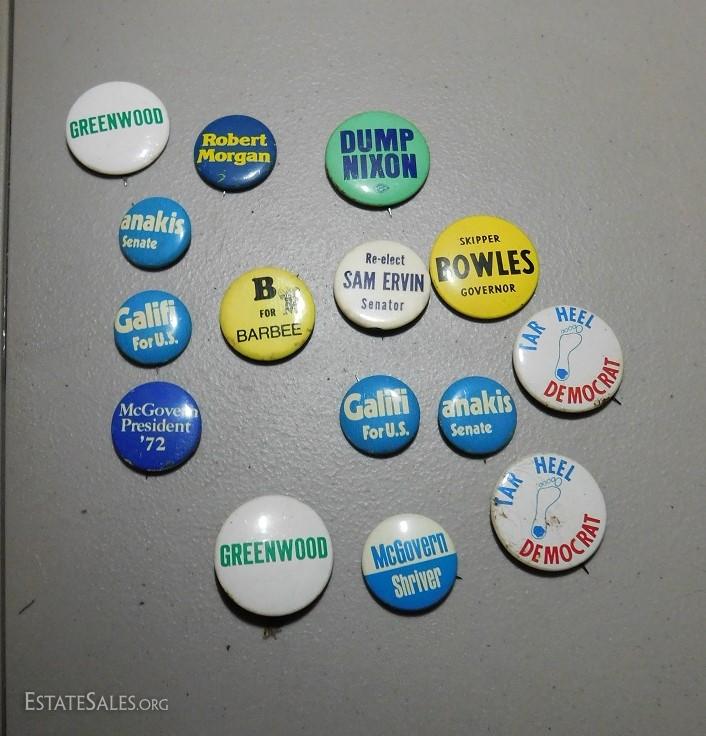 GREENWOOD
Robert
Morgan
DUMP
NIXON
anakis
Senate
Re-elect
SAM ERVIN
Senator
SKIPPER
BOWLES
GOVERNOR
Galifi
For U.S.
B
FOR
BARBEE
TAR HEEL
DEMOCRAT
McGovern
President
'72
Galifi
For U.S.
anakis
Senate
TAR HEEL
DEMOCRAT
GREENWOOD
McGovern
Shriver
ESTATESALES.ORG